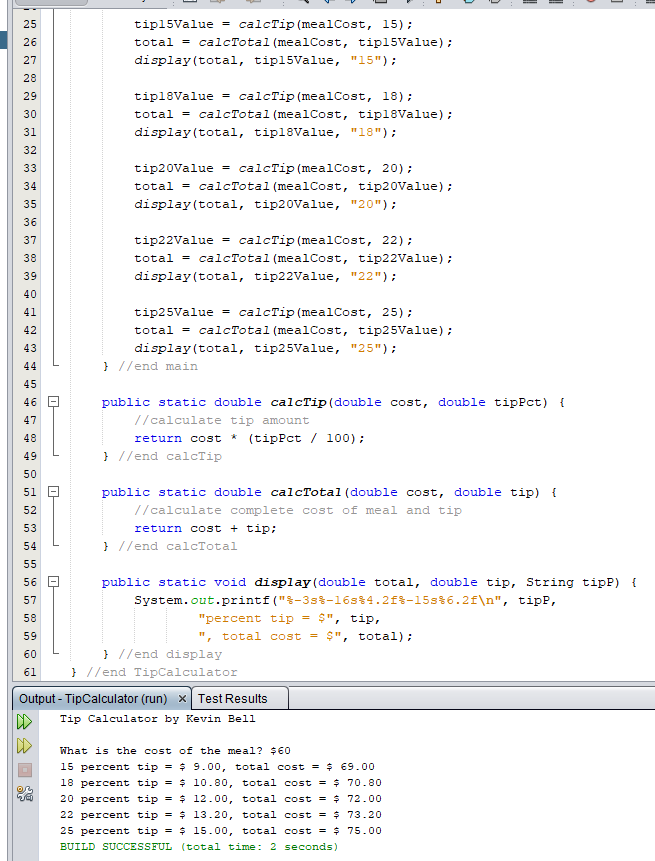 25 tip15Value = calcTip(mealCost, 15);
26 total = calcTotal(mealCost, tip15Value);
27 display(total, tip15Value, "15");
28
29 tip18Value = calcTip(mealCost, 18);
30 total = calcTotal(mealCost, tip18Value);
31 display(total, tip18Value, "18");
32
33 tip20Value = calcTip(mealCost, 20);
34 total = calcTotal(mealCost, tip20Value);
35 display(total, tip20Value, "20");
36
37 tip22Value = calcTip(mealCost, 22);
38 total = calcTotal(mealCost, tip22Value);
39 display(total, tip22Value, "22");
40
41 tip25Value = calcTip(mealCost, 25);
42 total = calcTotal(mealCost, tip25Value);
43 display(total, tip25Value, "25");
44 } //end main
45
46 public static double calcTip(double cost, double tipPct) {
47 //calculate tip amount
48 return cost * (tipPct / 100);
49 } //end calcTip
50
51 public static double calcTotal(double cost, double tip) {
52 //calculate complete cost of meal and tip
53 return cost + tip;
54 } //end calcTotal
55
56 public static void display(double total, double tip, String tipP) {
57 System.out.printf("%-3s%-16s%4.2f%-15s%6.2f\n", tipP,
58 "percent tip = $", tip,
59 ", total cost = $", total);
60 } //end display
61 } //end TipCalculator
Output - TipCalculator (run) × Test Results
Tip Calculator by Kevin Bell

What is the cost of the meal? $60
15 percent tip = $ 9.00, total cost = $ 69.00
18 percent tip = $ 10.80, total cost = $ 70.80
20 percent tip = $ 12.00, total cost = $ 72.00
22 percent tip = $ 13.20, total cost = $ 73.20
25 percent tip = $ 15.00, total cost = $ 75.00
BUILD SUCCESSFUL (total time: 2 seconds)